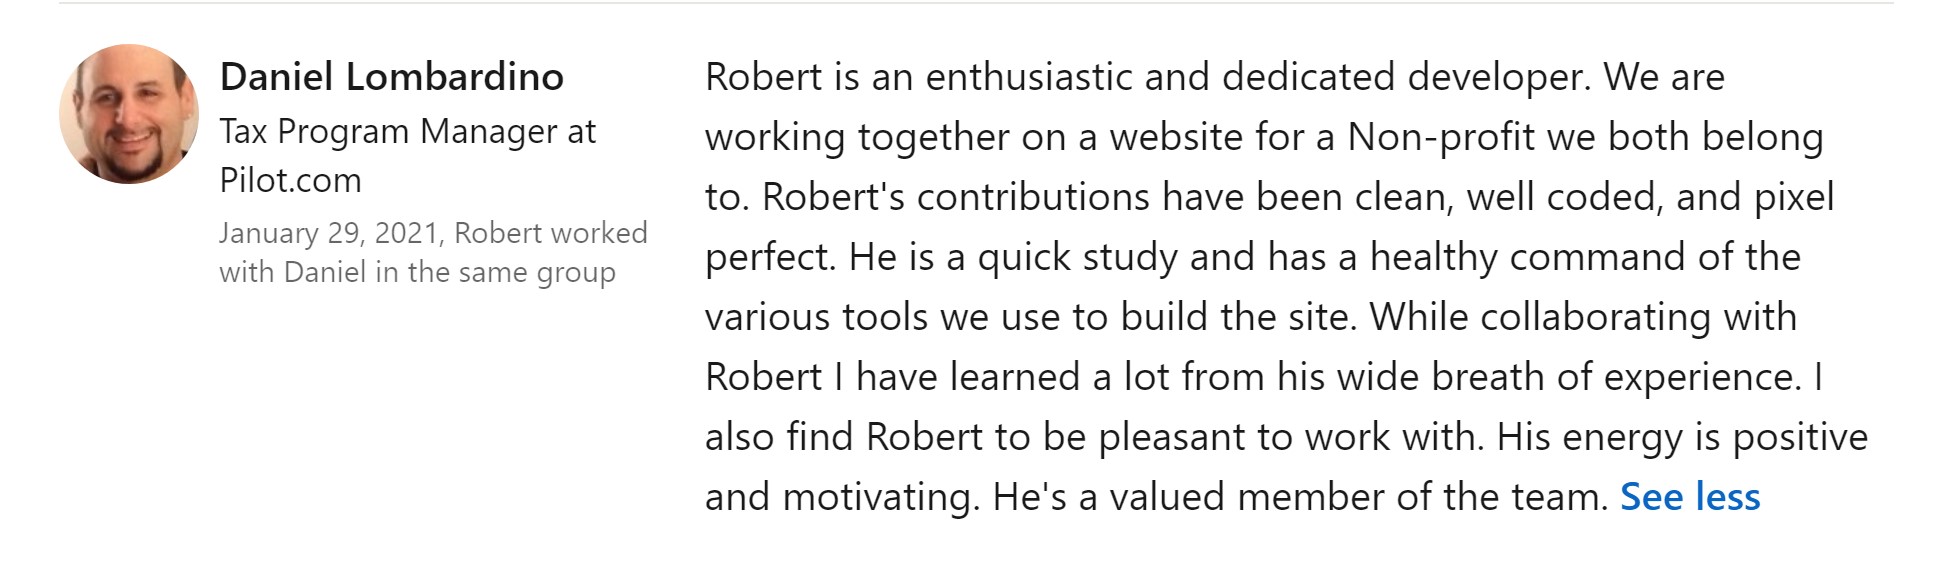 Daniel Lombardino
Tax Program Manager at
Pilot.com
January 29, 2021, Robert worked
with Daniel in the same group
Robert is an enthusiastic and dedicated developer. We are
working together on a website for a Non-profit we both belong
to. Robert's contributions have been clean, well coded, and pixel
perfect. He is a quick study and has a healthy command of the
various tools we use to build the site. While collaborating with
Robert I have learned a lot from his wide breath of experience. I
also find Robert to be pleasant to work with. His energy is positive
and motivating. He's a valued member of the team. See less